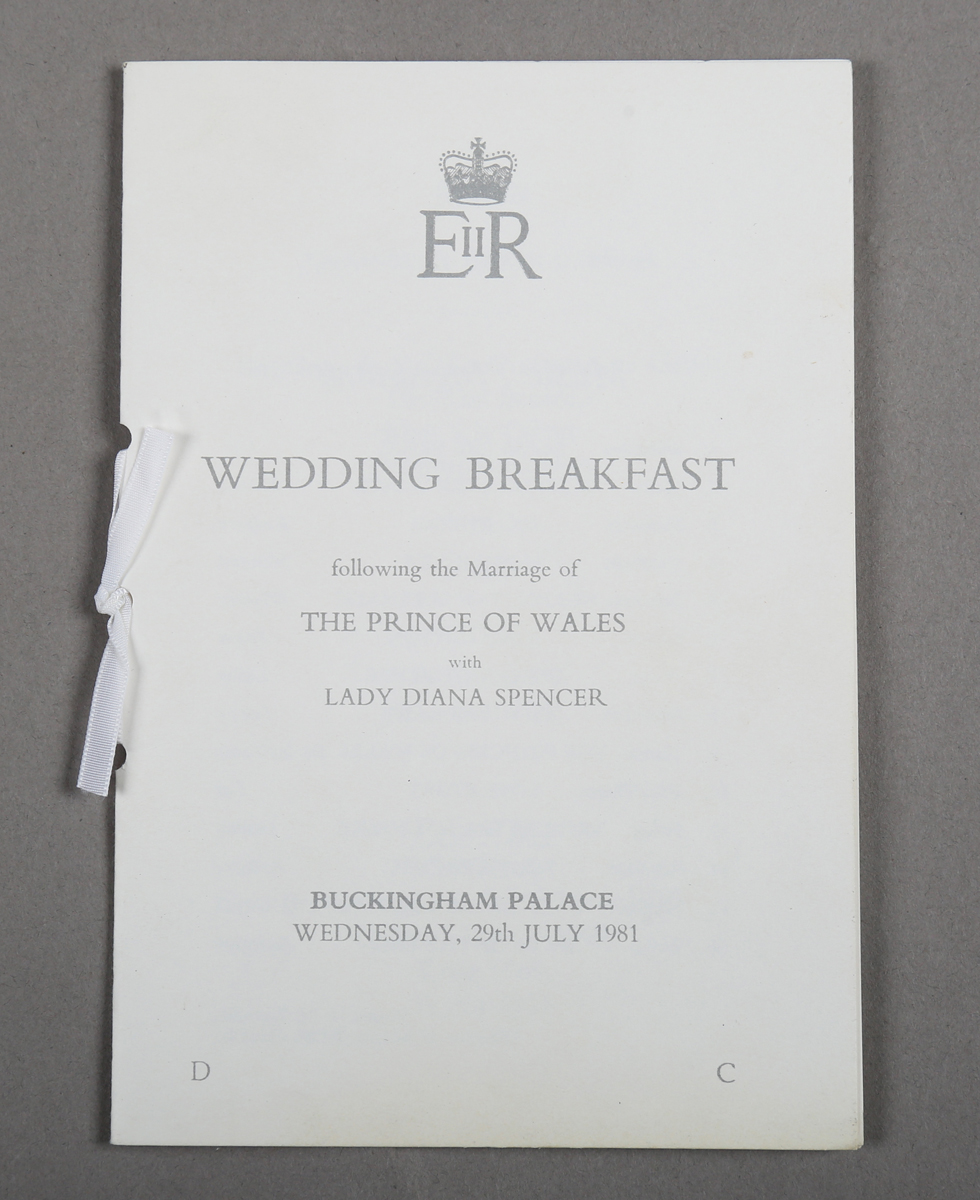 EIIR
WEDDING BREAKFAST
following the Marriage of
THE PRINCE OF WALES
with
LADY DIANA SPENCER
BUCKINGHAM PALACE
WEDNESDAY, 29th JULY 1981
D C